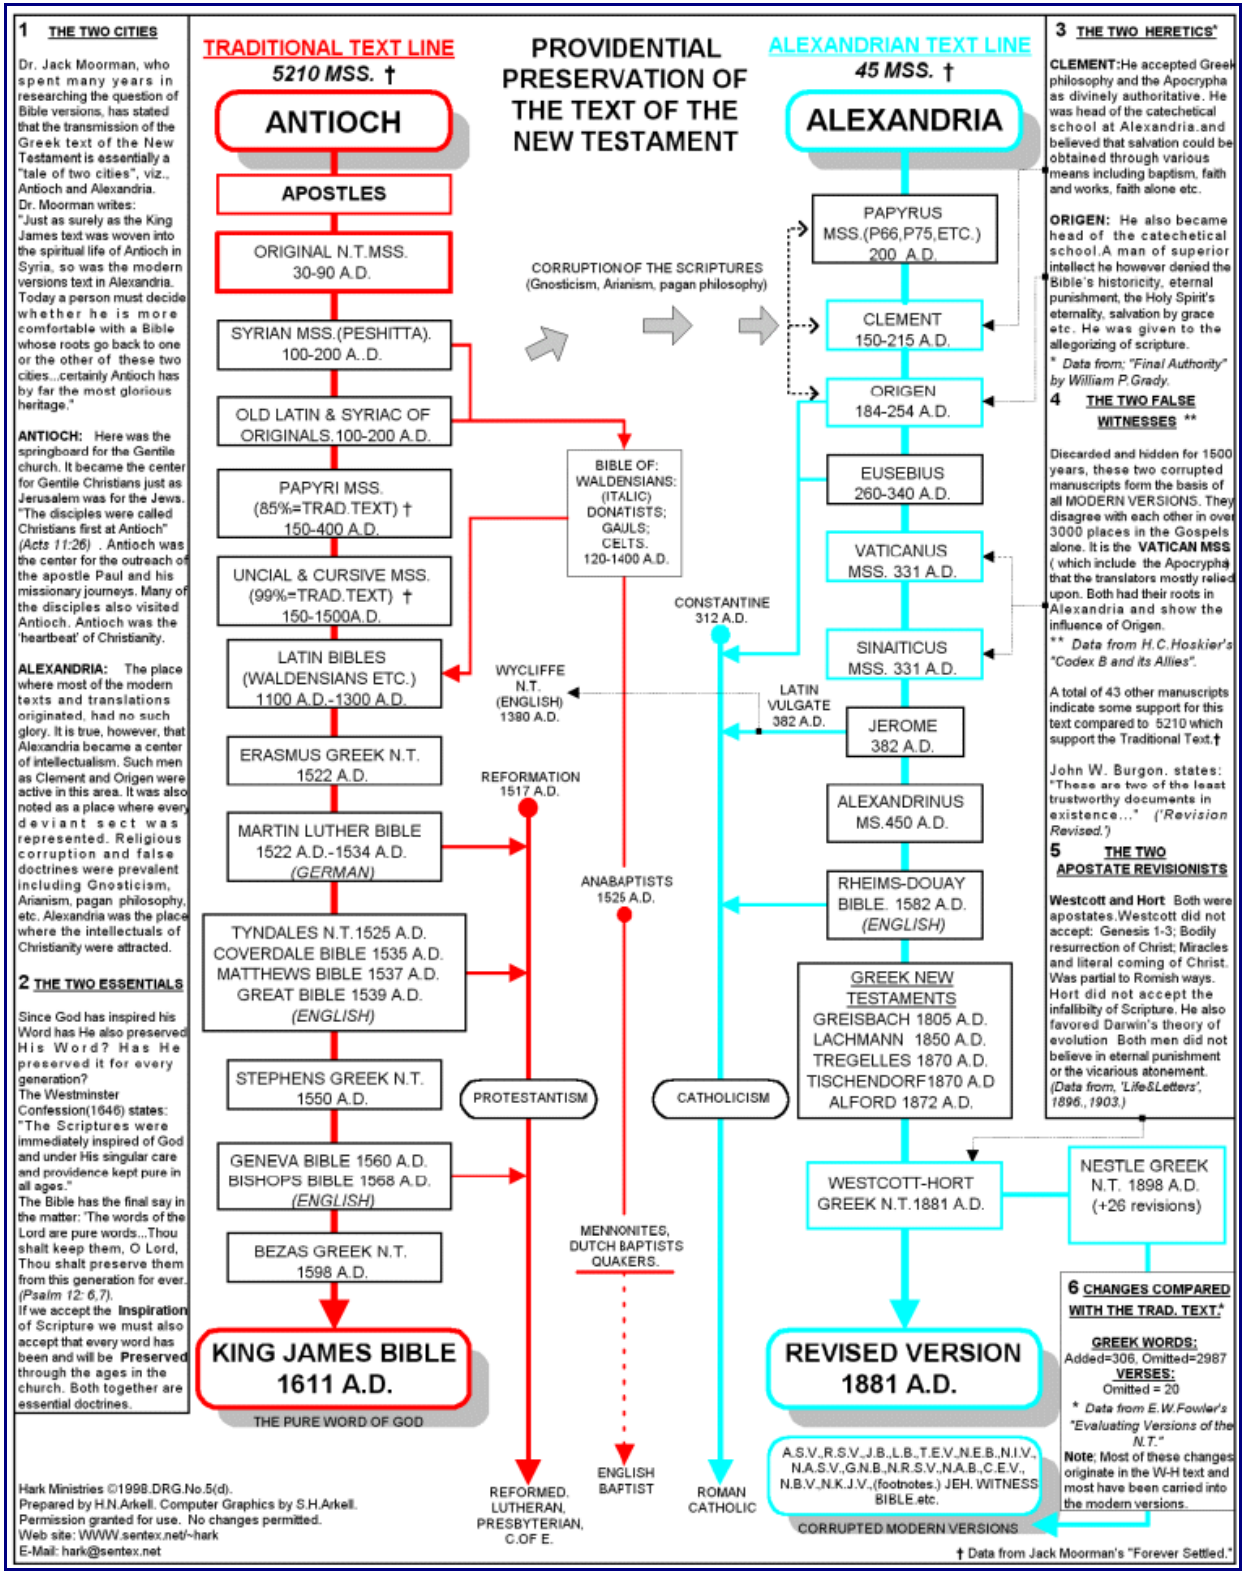 1 THE TWO CITIES
Dr. Jack Moorman, who
spent many years in
researching the question of
Bible versions, has stated
that the transmission of the
Greek text of the New
Testament is essentially a
"tale of two cities", viz.,
Antioch and Alexandria.
Dr. Moorman writes:
"Just as surely as the King
James text was woven into
the spiritual life of Antioch in
Syria, so was the modern
versions text in Alexandria.
Today a person must decide
whether he is more
comfortable with a Bible
whose roots go back to one
or the other of these two
cities...certainly Antioch has
by far the most glorious
heritage."
ANTIOCH: Here was the
springboard for the Gentile
church. It became the center
for Gentile Christians just as
Jerusalem was for the Jews.
"The disciples were called
Christians first at Antioch"
(Acts 11:26) . Antioch was
the center for the outreach of
the apostle Paul and his
missionary journeys. Many of
the disciples also visited
Antioch. Antioch was the
'heartbeat' of Christianity.
ALEXANDRIA: The place
where most of the modern
texts and translations
originated, had no such
glory. It is true, however, that
Alexandria became a center
of intellectualism. Such men
as Clement and Origen were
active in this area. It was also
noted as a place where every
deviant sect was
represented. Religious
corruption and false
doctrines were prevalent
including Gnosticism,
Arianism, pagan philosophy,
etc. Alexandria was the place
where the intellectuals of
Christianity were attracted.
2 THE TWO ESSENTIALS
Since God has inspired his
Word has He also preserved
His Word? Has He
preserved it for every
generation?
The Westminster
Confession(1646) states:
"The Scriptures were
immediately inspired of God
and under His singular care
and providence kept pure in
all ages."
The Bible has the final say in
the matter: 'The words of the
Lord are pure words...Thou
shalt keep them, O Lord,
Thou shalt preserve them
from this generation for ever.
(Psalm 12: 6,7).
If we accept the Inspiration
of Scripture we must also
accept that every word has
been and will be Preserved
through the ages in the
church. Both together are
essential doctrines.
Hark Ministries ©1998.DRG.No.5(d).
Prepared by H.N.Arkell. Computer Graphics by S.H.Arkell.
Permission granted for use. No changes permitted.
Web site: WWW.sentex.net/~hark
E-Mail: hark@sentex.net
TRADITIONAL TEXT LINE
5210 MSS. †
ANTIOCH
APOSTLES
ORIGINAL N.T.MSS.
30-90 A.D.
SYRIAN MSS.(PESHITTA).
100-200 A..D.
OLD LATIN & SYRIAC OF
ORIGINALS.100-200 A.D.
PAPYRI MSS.
(85%=TRAD.TEXT) †
150-400 A.D.
UNCIAL & CURSIVE MSS.
(99%=TRAD.TEXT) †
150-1500A.D.
LATIN BIBLES
(WALDENSIANS ETC.)
1100 A.D.-1300 A.D.
ERASMUS GREEK N.T.
1522 A.D.
MARTIN LUTHER BIBLE
1522 A.D.-1534 A.D.
(GERMAN)
TYNDALES N.T.1525 A.D.
COVERDALE BIBLE 1535 A.D.
MATTHEWS BIBLE 1537 A.D.
GREAT BIBLE 1539 A.D.
(ENGLISH)
STEPHENS GREEK N.T.
1550 A.D.
GENEVA BIBLE 1560 A.D.
BISHOPS BIBLE 1568 A.D.
(ENGLISH)
BEZAS GREEK N.T.
1598 A.D.
KING JAMES BIBLE
1611 A.D.
THE PURE WORD OF GOD
PROVIDENTIAL
PRESERVATION OF
THE TEXT OF THE
NEW TESTAMENT
CORRUPTION OF THE SCRIPTURES
(Gnosticism, Arianism, pagan philosophy)
BIBLE OF:
WALDENSIANS:
(ITALIC)
DONATISTS;
GAULS;
CELTS.
120-1400 A.D.
CONSTANTINE
312 A.D.
WYCLIFFE
N.T.
(ENGLISH)
1380 A.D.
LATIN
VULGATE
382 A.D.
REFORMATION
1517 A.D.
ANABAPTISTS
1525 A.D.
PROTESTANTISM
CATHOLICISM
MENNONITES,
DUTCH BAPTISTS
QUAKERS.
REFORMED.
LUTHERAN,
PRESBYTERIAN,
C.OF E.
ENGLISH
BAPTIST
ROMAN
CATHOLIC
ALEXANDRIAN TEXT LINE
45 MSS. †
ALEXANDRIA
PAPYRUS
MSS.(P66,P75,ETC.)
200 A.D.
CLEMENT
150-215 A.D.
ORIGEN
184-254 A.D.
EUSEBIUS
260-340 A.D.
VATICANUS
MSS. 331 A.D.
SINAITICUS
MSS. 331 A.D.
JEROME
382 A.D.
ALEXANDRINUS
MS.450 A.D.
RHEIMS-DOUAY
BIBLE. 1582 A.D.
(ENGLISH)
GREEK NEW
TESTAMENTS
GREISBACH 1805 A.D.
LACHMANN 1850 A.D.
TREGELLES 1870 A.D.
TISCHENDORF1870 A.D
ALFORD 1872 A.D.
WESTCOTT-HORT
GREEK N.T.1881 A.D.
NESTLE GREEK
N.T. 1898 A.D.
(+26 revisions)
REVISED VERSION
1881 A.D.
A.S.V.,R.S.V.,J.B.,L.B.,T.E.V.,N.E.B.,N.I.V.,
N.A.S.V.,G.N.B.,N.R.S.V.,N.A.B.,C.E.V.,
N.B.V.,N.K.J.V.,(footnotes.) JEH. WITNESS
BIBLE.etc.
CORRUPTED MODERN VERSIONS
3 THE TWO HERETICS*
CLEMENT:He accepted Greek
philosophy and the Apocrypha
as divinely authoritative. He
was head of the catechetical
school at Alexandria.and
believed that salvation could be
obtained through various
means including baptism, faith
and works, faith alone etc.
ORIGEN: He also became
head of the catechetical
school.A man of superior
intellect he however denied the
Bible's historicity, eternal
punishment, the Holy Spirit's
eternality, salvation by grace
etc. He was given to the
allegorizing of scripture.
* Data from; "Final Authority"
by William P.Grady.
4 THE TWO FALSE
WITNESSES **
Discarded and hidden for 1500
years, these two corrupted
manuscripts form the basis of
all MODERN VERSIONS. They
disagree with each other in over
3000 places in the Gospels
alone. It is the VATICAN MSS
( which include the Apocrypha)
that the translators mostly relied
upon. Both had their roots in
Alexandria and show the
influence of Origen.
** Data from H.C.Hoskier's
"Codex B and its Allies".
A total of 43 other manuscripts
indicate some support for this
text compared to 5210 which
support the Traditional Text.†
John W. Burgon. states:
"These are two of the least
trustworthy documents in
existence..." ('Revision
Revised.')
5 THE TWO
APOSTATE REVISIONISTS
Westcott and Hort Both were
apostates.Westcott did not
accept: Genesis 1-3; Bodily
resurrection of Christ; Miracles
and literal coming of Christ.
Was partial to Romish ways.
Hort did not accept the
infallibilty of Scripture. He also
favored Darwin's theory of
evolution Both men did not
believe in eternal punishment
or the vicarious atonement.
(Data from, 'Life&Letters',
1896.,1903.)
6 CHANGES COMPARED
WITH THE TRAD. TEXT.*
GREEK WORDS:
Added=306, Omitted=2987
VERSES:
Omitted = 20
* Data from E.W.Fowler's
"Evaluating Versions of the
N.T."
Note; Most of these changes
originate in the W-H text and
most have been carried into
the modern versions.
† Data from Jack Moorman's "Forever Settled."